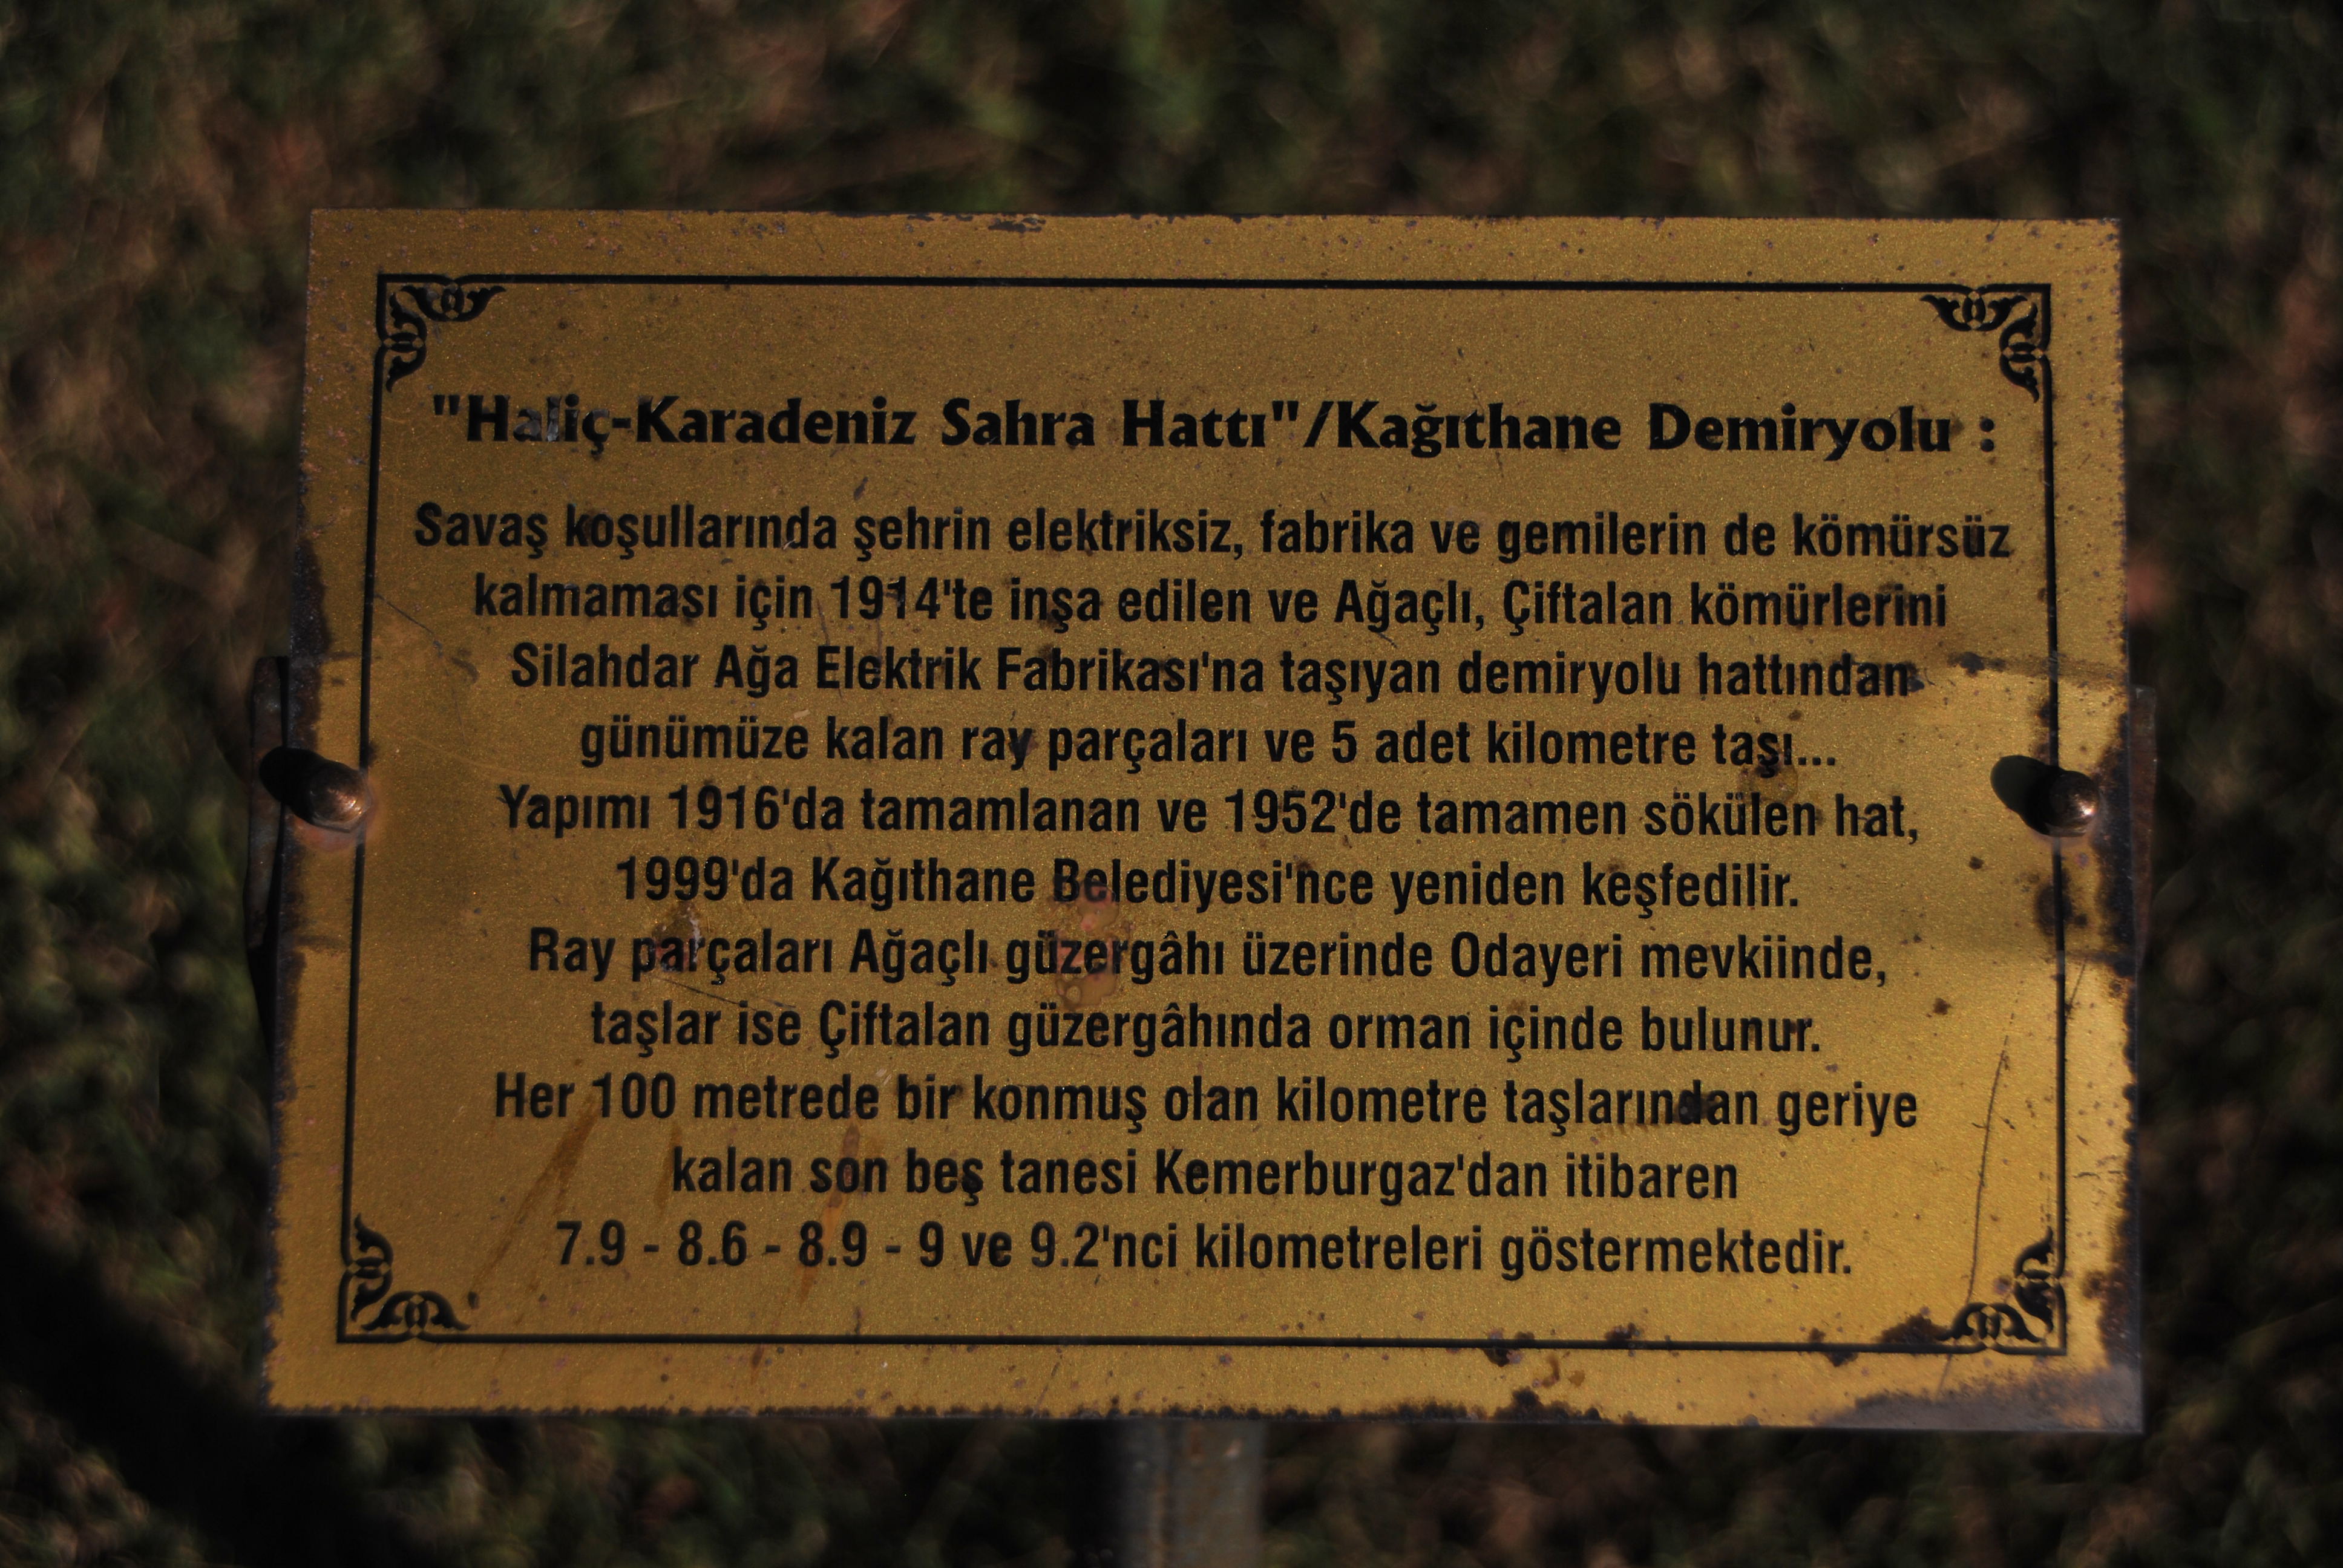 "Haliç-Karadeniz Sahra Hattı"/Kağıthane Demiryolu :
Savaş koşullarında şehrin elektriksiz, fabrika ve gemilerin de kömürsüz
kalmaması için 1914'te inşa edilen ve Ağaçlı, Çiftalan kömürlerini
Silahdar Ağa Elektrik Fabrikası'na taşıyan demiryolu hattından
günümüze kalan ray parçaları ve 5 adet kilometre taşı...
Yapımı 1916'da tamamlanan ve 1952'de tamamen sökülen hat,
1999'da Kağıthane Belediyesi'nce yeniden keşfedilir.
Ray parçaları Ağaçlı güzergâhı üzerinde Odayeri mevkiinde,
taşlar ise Çiftalan güzergâhında orman içinde bulunur.
Her 100 metrede bir konmuş olan kilometre taşlarından geriye
kalan son beş tanesi Kemerburgaz'dan itibaren
7.9 - 8.6 - 8.9 - 9 ve 9.2'nci kilometreleri göstermektedir.